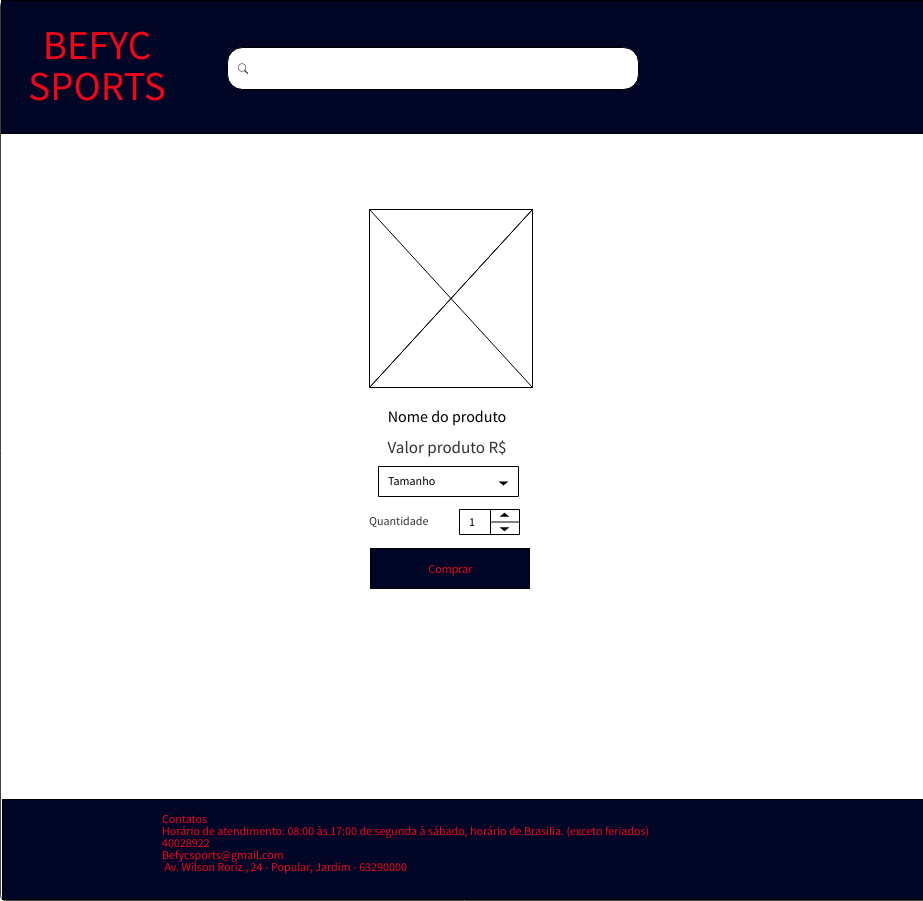 BEFYC
SPORTS
Nome do produto
Valor produto R$
Tamanho
Quantidade 1
Comprar
Contatos
Horário de atendimento: 08:00 às 17:00 de segunda à sábado, horário de Brasilia, (exceto feriados)
40028922
Befycsports@gmail.com
Av. Wilson Roriz , 24 - Popular, Jardim - 63290000